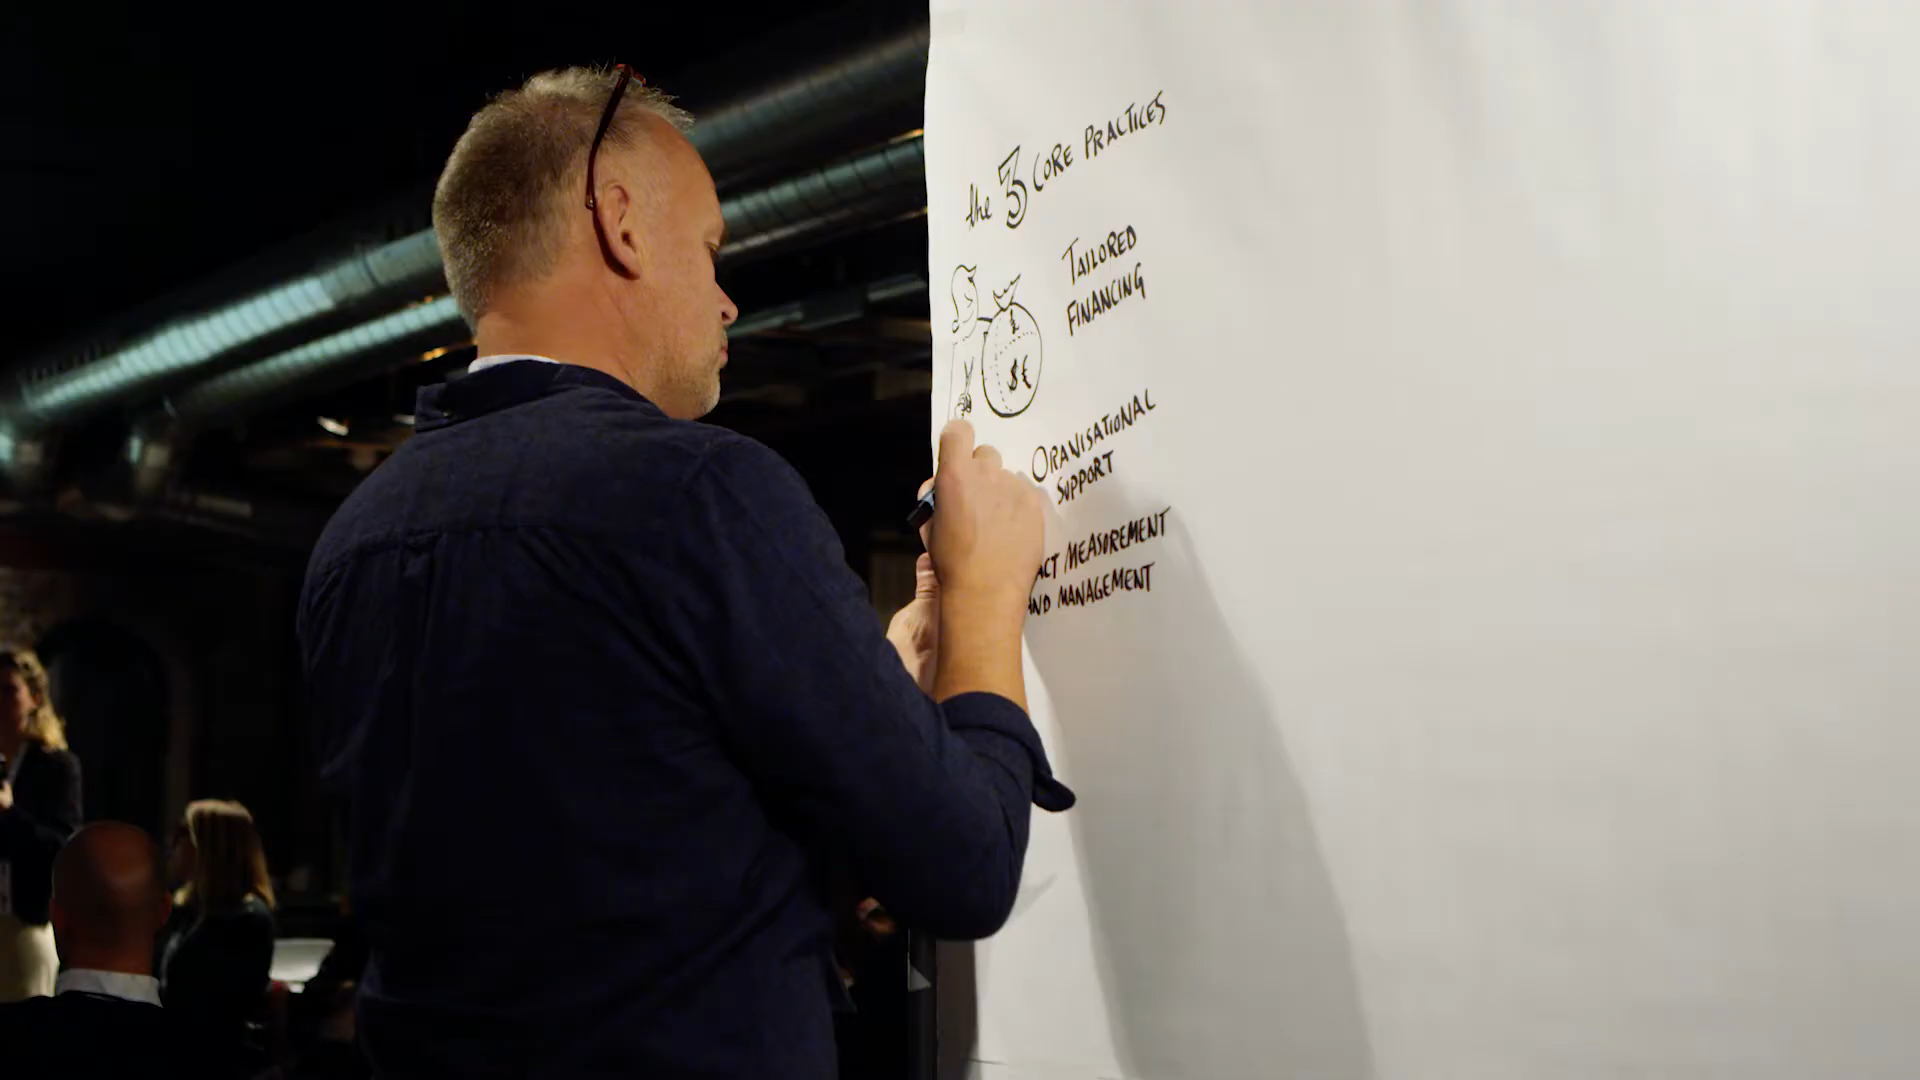 the 3 CORE PRACTICES
TAILORED
FINANCING
£
$ €
ORANISATIONAL
SUPPORT
ACT MEASUREMENT
AND MANAGEMENT